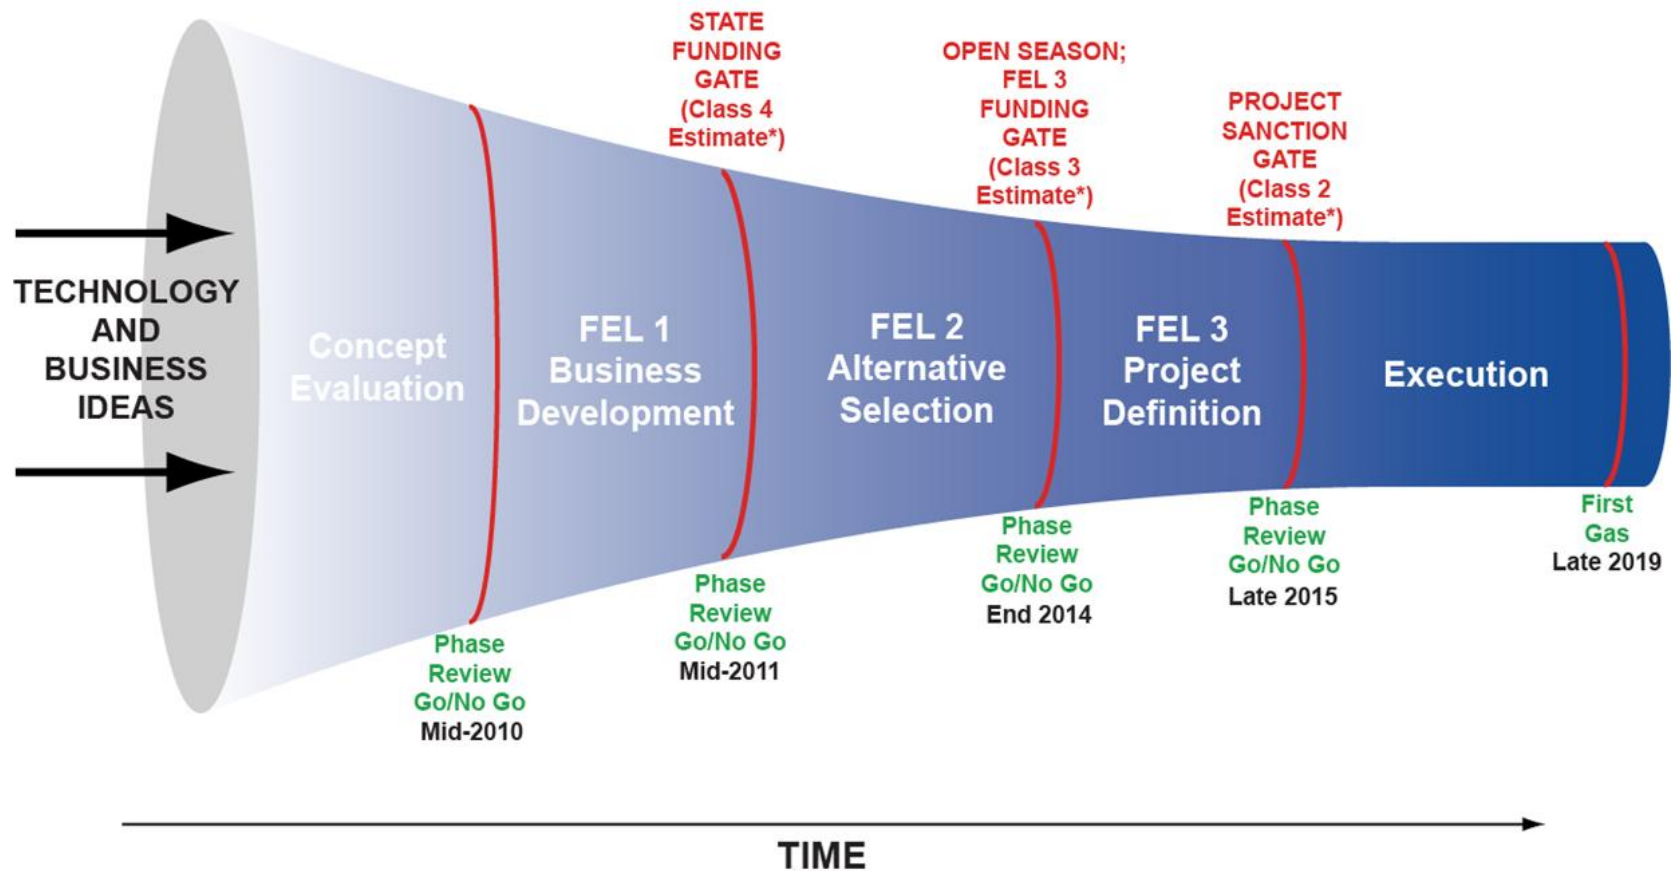 STATE
FUNDING
GATE
(Class 4
Estimate*)
OPEN SEASON;
FEL 3
FUNDING
GATE
(Class 3
Estimate*)
PROJECT
SANCTION
GATE
(Class 2
Estimate*)
TECHNOLOGY
AND
BUSINESS
IDEAS
Concept
Evaluation
FEL 1
Business
Development
FEL 2
Alternative
Selection
FEL 3
Project
Definition
Execution
Phase
Review
Go/No Go
Mid-2010
Phase
Review
Go/No Go
Mid-2011
Phase
Review
Go/No Go
End 2014
Phase
Review
Go/No Go
Late 2015
First
Gas
Late 2019
TIME